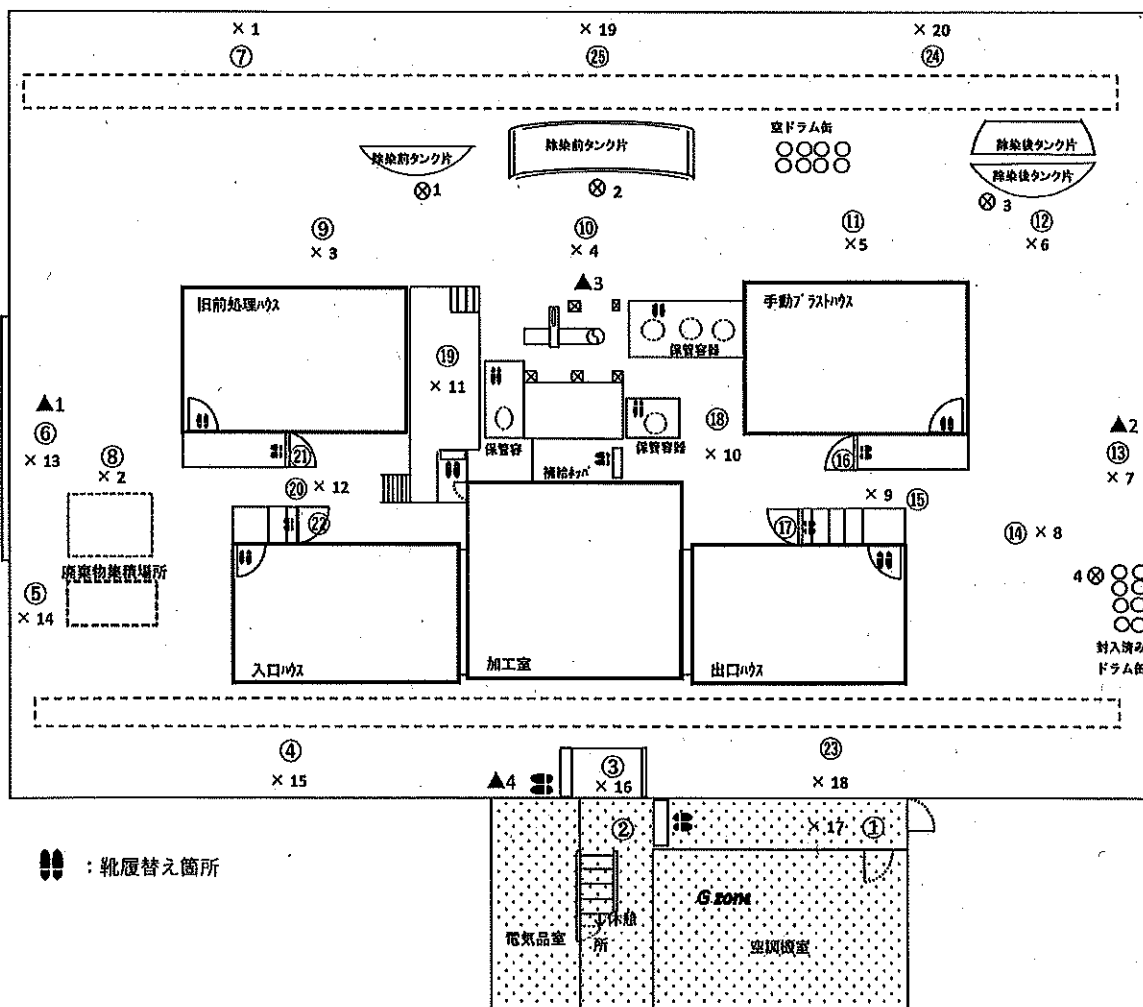 × 1
× 19
× 20
⑦
㉕
㉔
除染前タンク片
除染前タンク片
空ドラム缶
除染後タンク片
除染後タンク片
⊗1
⊗ 2
⊗ 3
⑨
⑩
⑪
⑫
× 3
× 4
×5
× 6
▲3
旧前処理ハウス
手動ブラストハウス
保管容器
⑲
× 11
▲1
⑥
× 13
⑧
× 2
⑱
× 10
▲2
⑬
× 7
保管容
保管容器
補給ホッパ
㉑
⑯
⑳
× 12
× 9
⑮
㉒
⑰
⑭ × 8
廃棄物集積場所
⑤
× 14
4 ⊗
封入済み
ドラム缶
入口ハウス
加工室
出口ハウス
④
× 15
▲4
③
× 16
㉓
× 18
②
×17
①
：靴履替え箇所
G zone
電気品室
休憩
所
空調機室